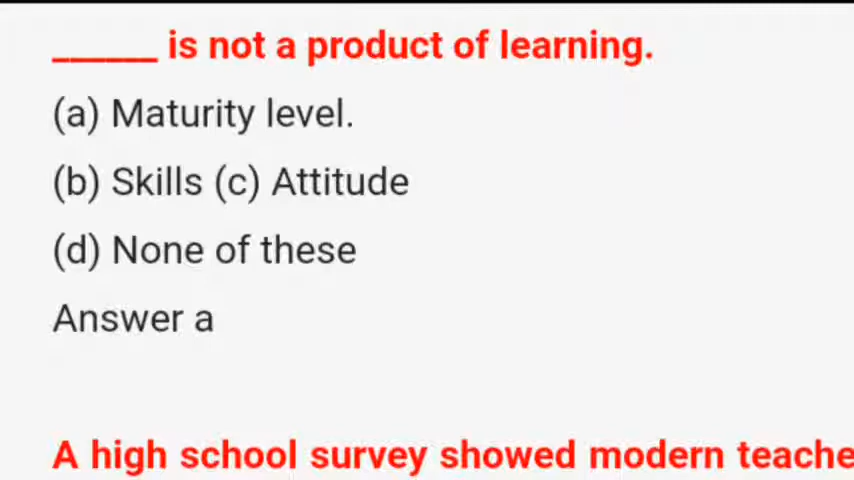 ______ is not a product of learning.
(a) Maturity level.
(b) Skills (c) Attitude
(d) None of these
Answer a
A high school survey showed modern